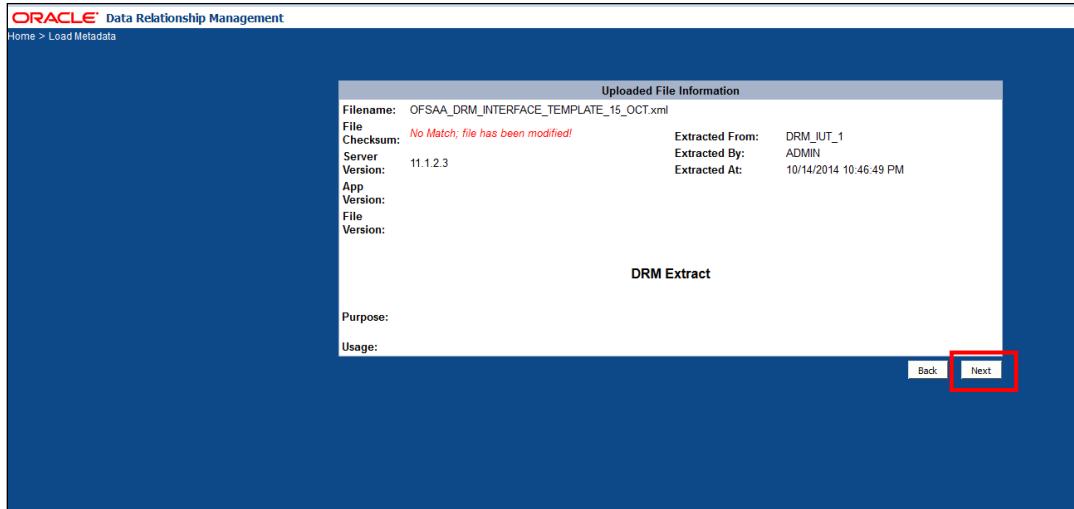 ORACLE Data Relationship Management
Home > Load Metadata
Uploaded File Information
Filename: OFSAA_DRM_INTERFACE_TEMPLATE_15_OCT.xml
File Checksum: No Match; file has been modified!
Server Version: 11.1.2.3
App Version:
File Version:
Extracted From: DRM_IUT_1
Extracted By: ADMIN
Extracted At: 10/14/2014 10:46:49 PM
DRM Extract
Purpose:
Usage:
Back Next